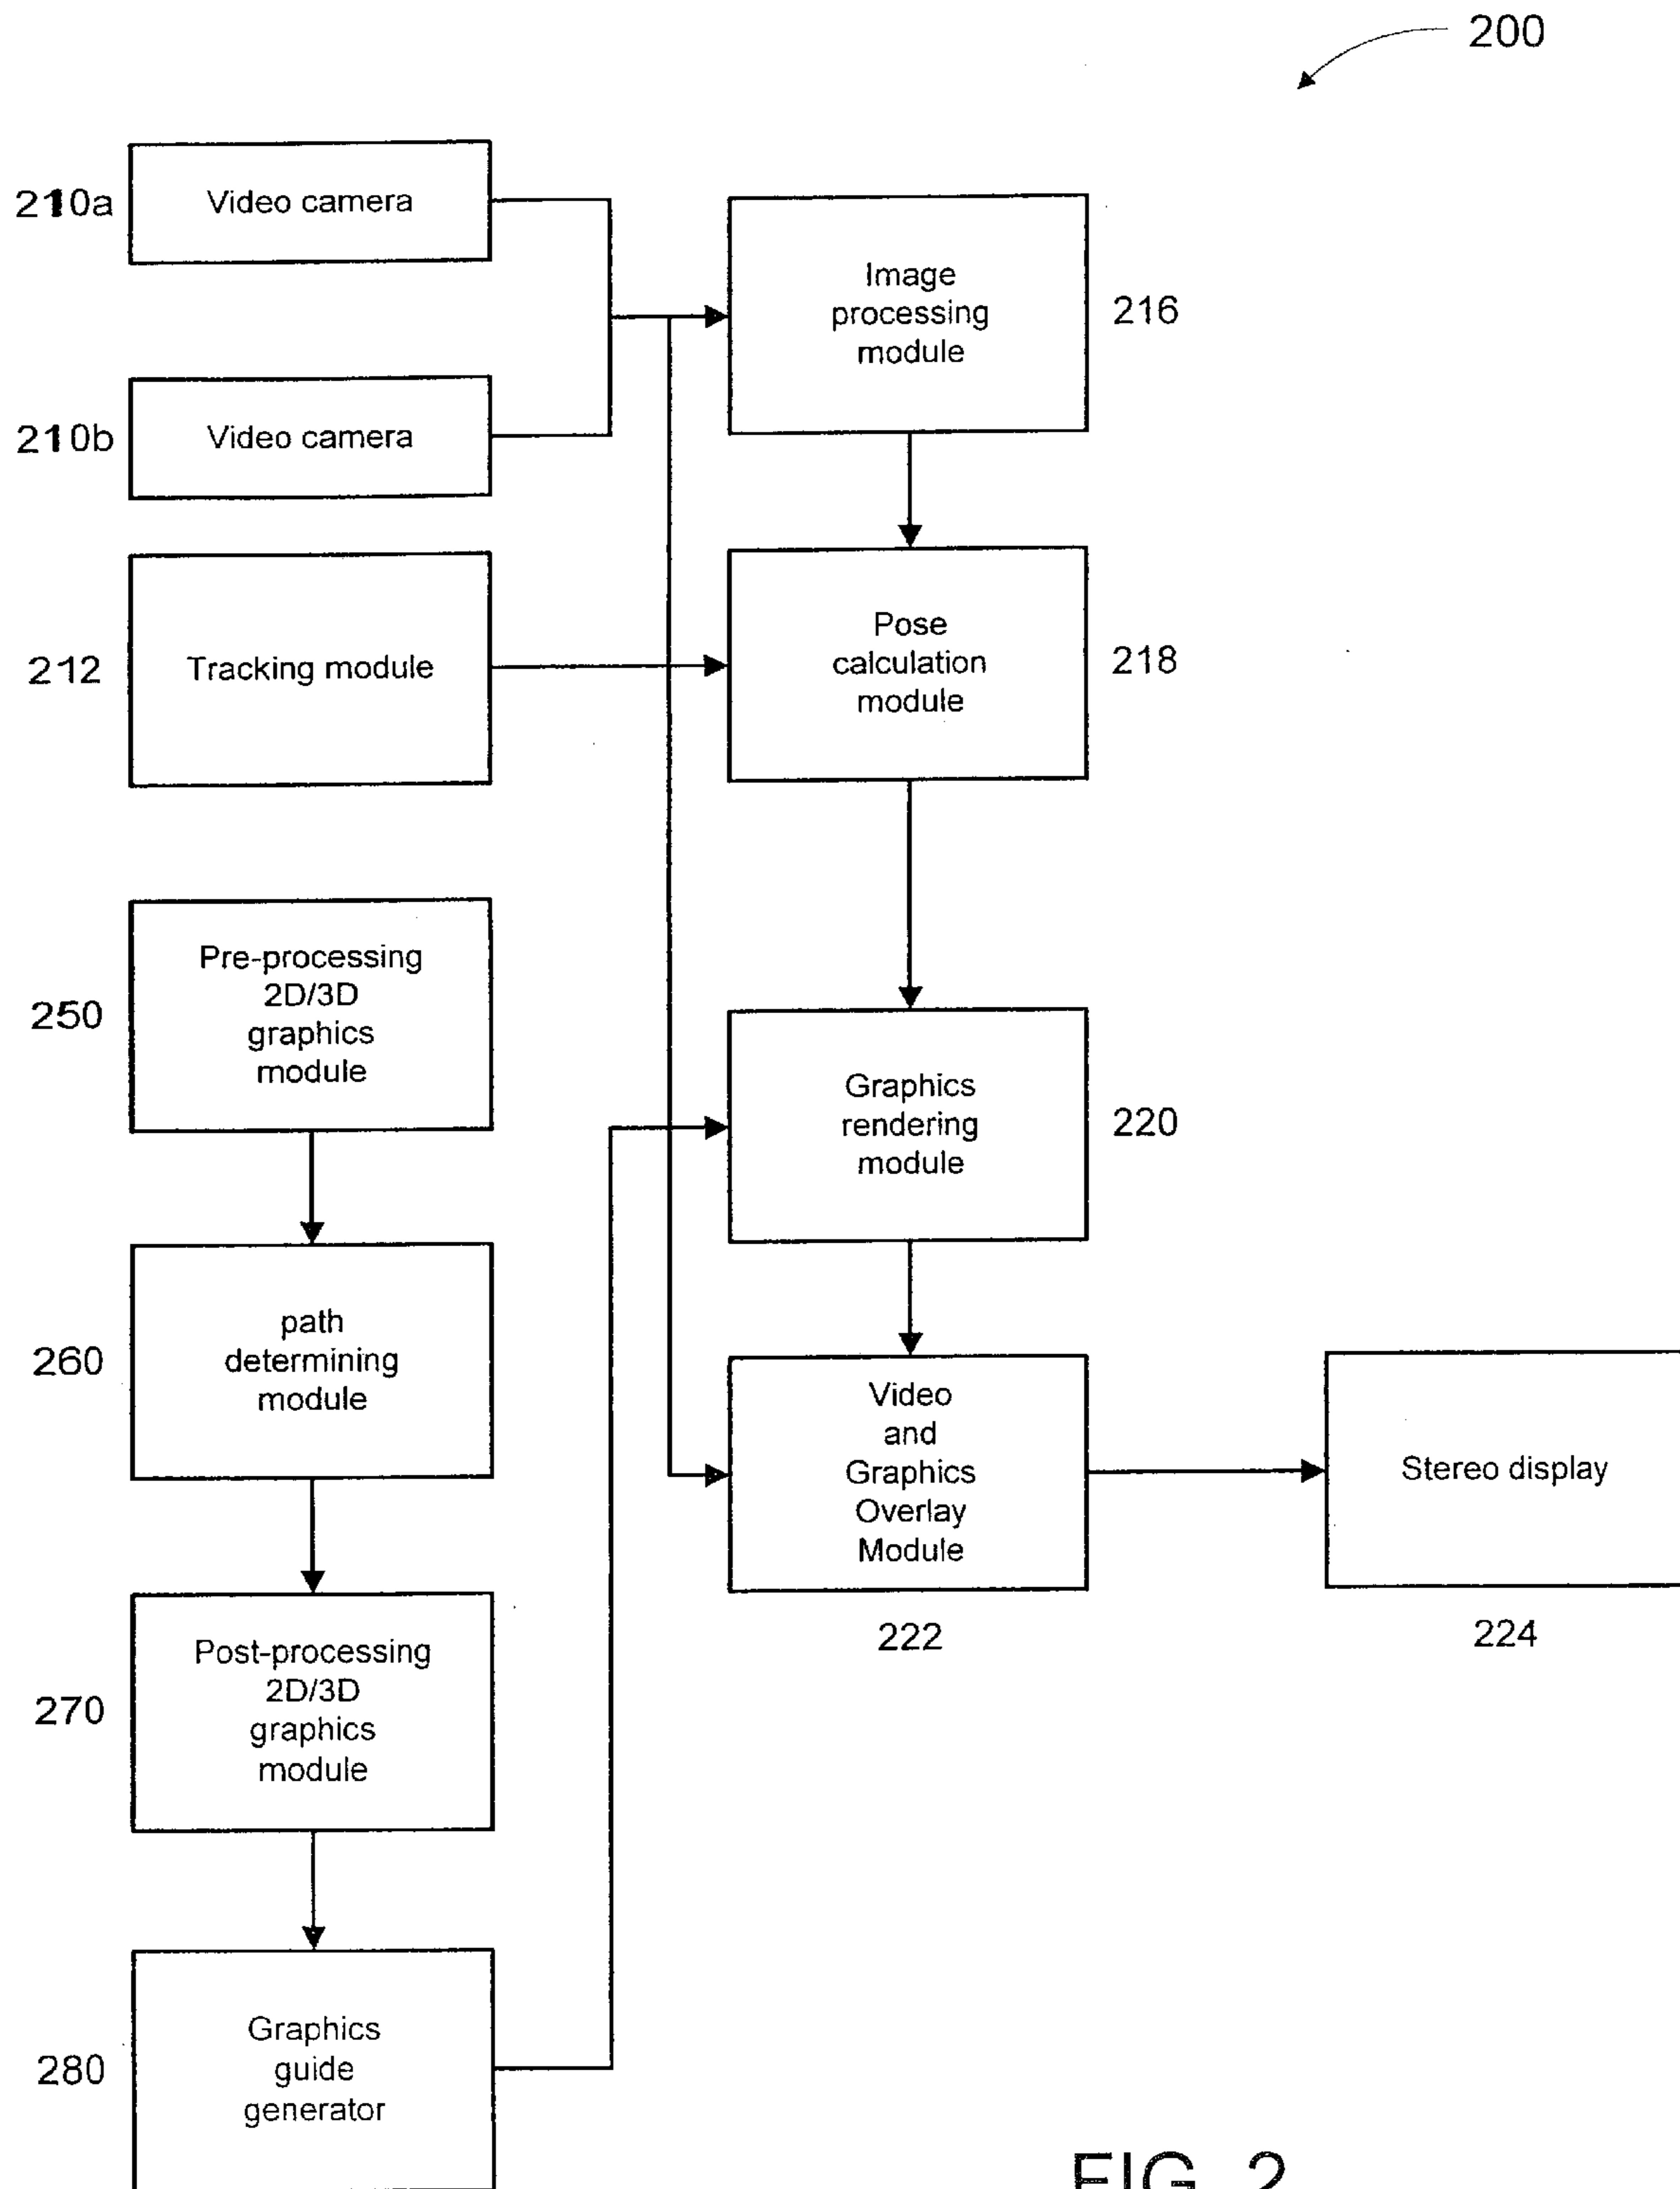 200
210a
Video camera
Image
processing
module
216
210b
Video camera
212
Tracking module
Pose
calculation
module
218
250
Pre-processing
2D/3D
graphics
module
Graphics
rendering
module
220
260
path
determining
module
Video
and
Graphics
Overlay
Module
222
Stereo display
224
270
Post-processing
2D/3D
graphics
module
280
Graphics
guide
generator
FIG. 2